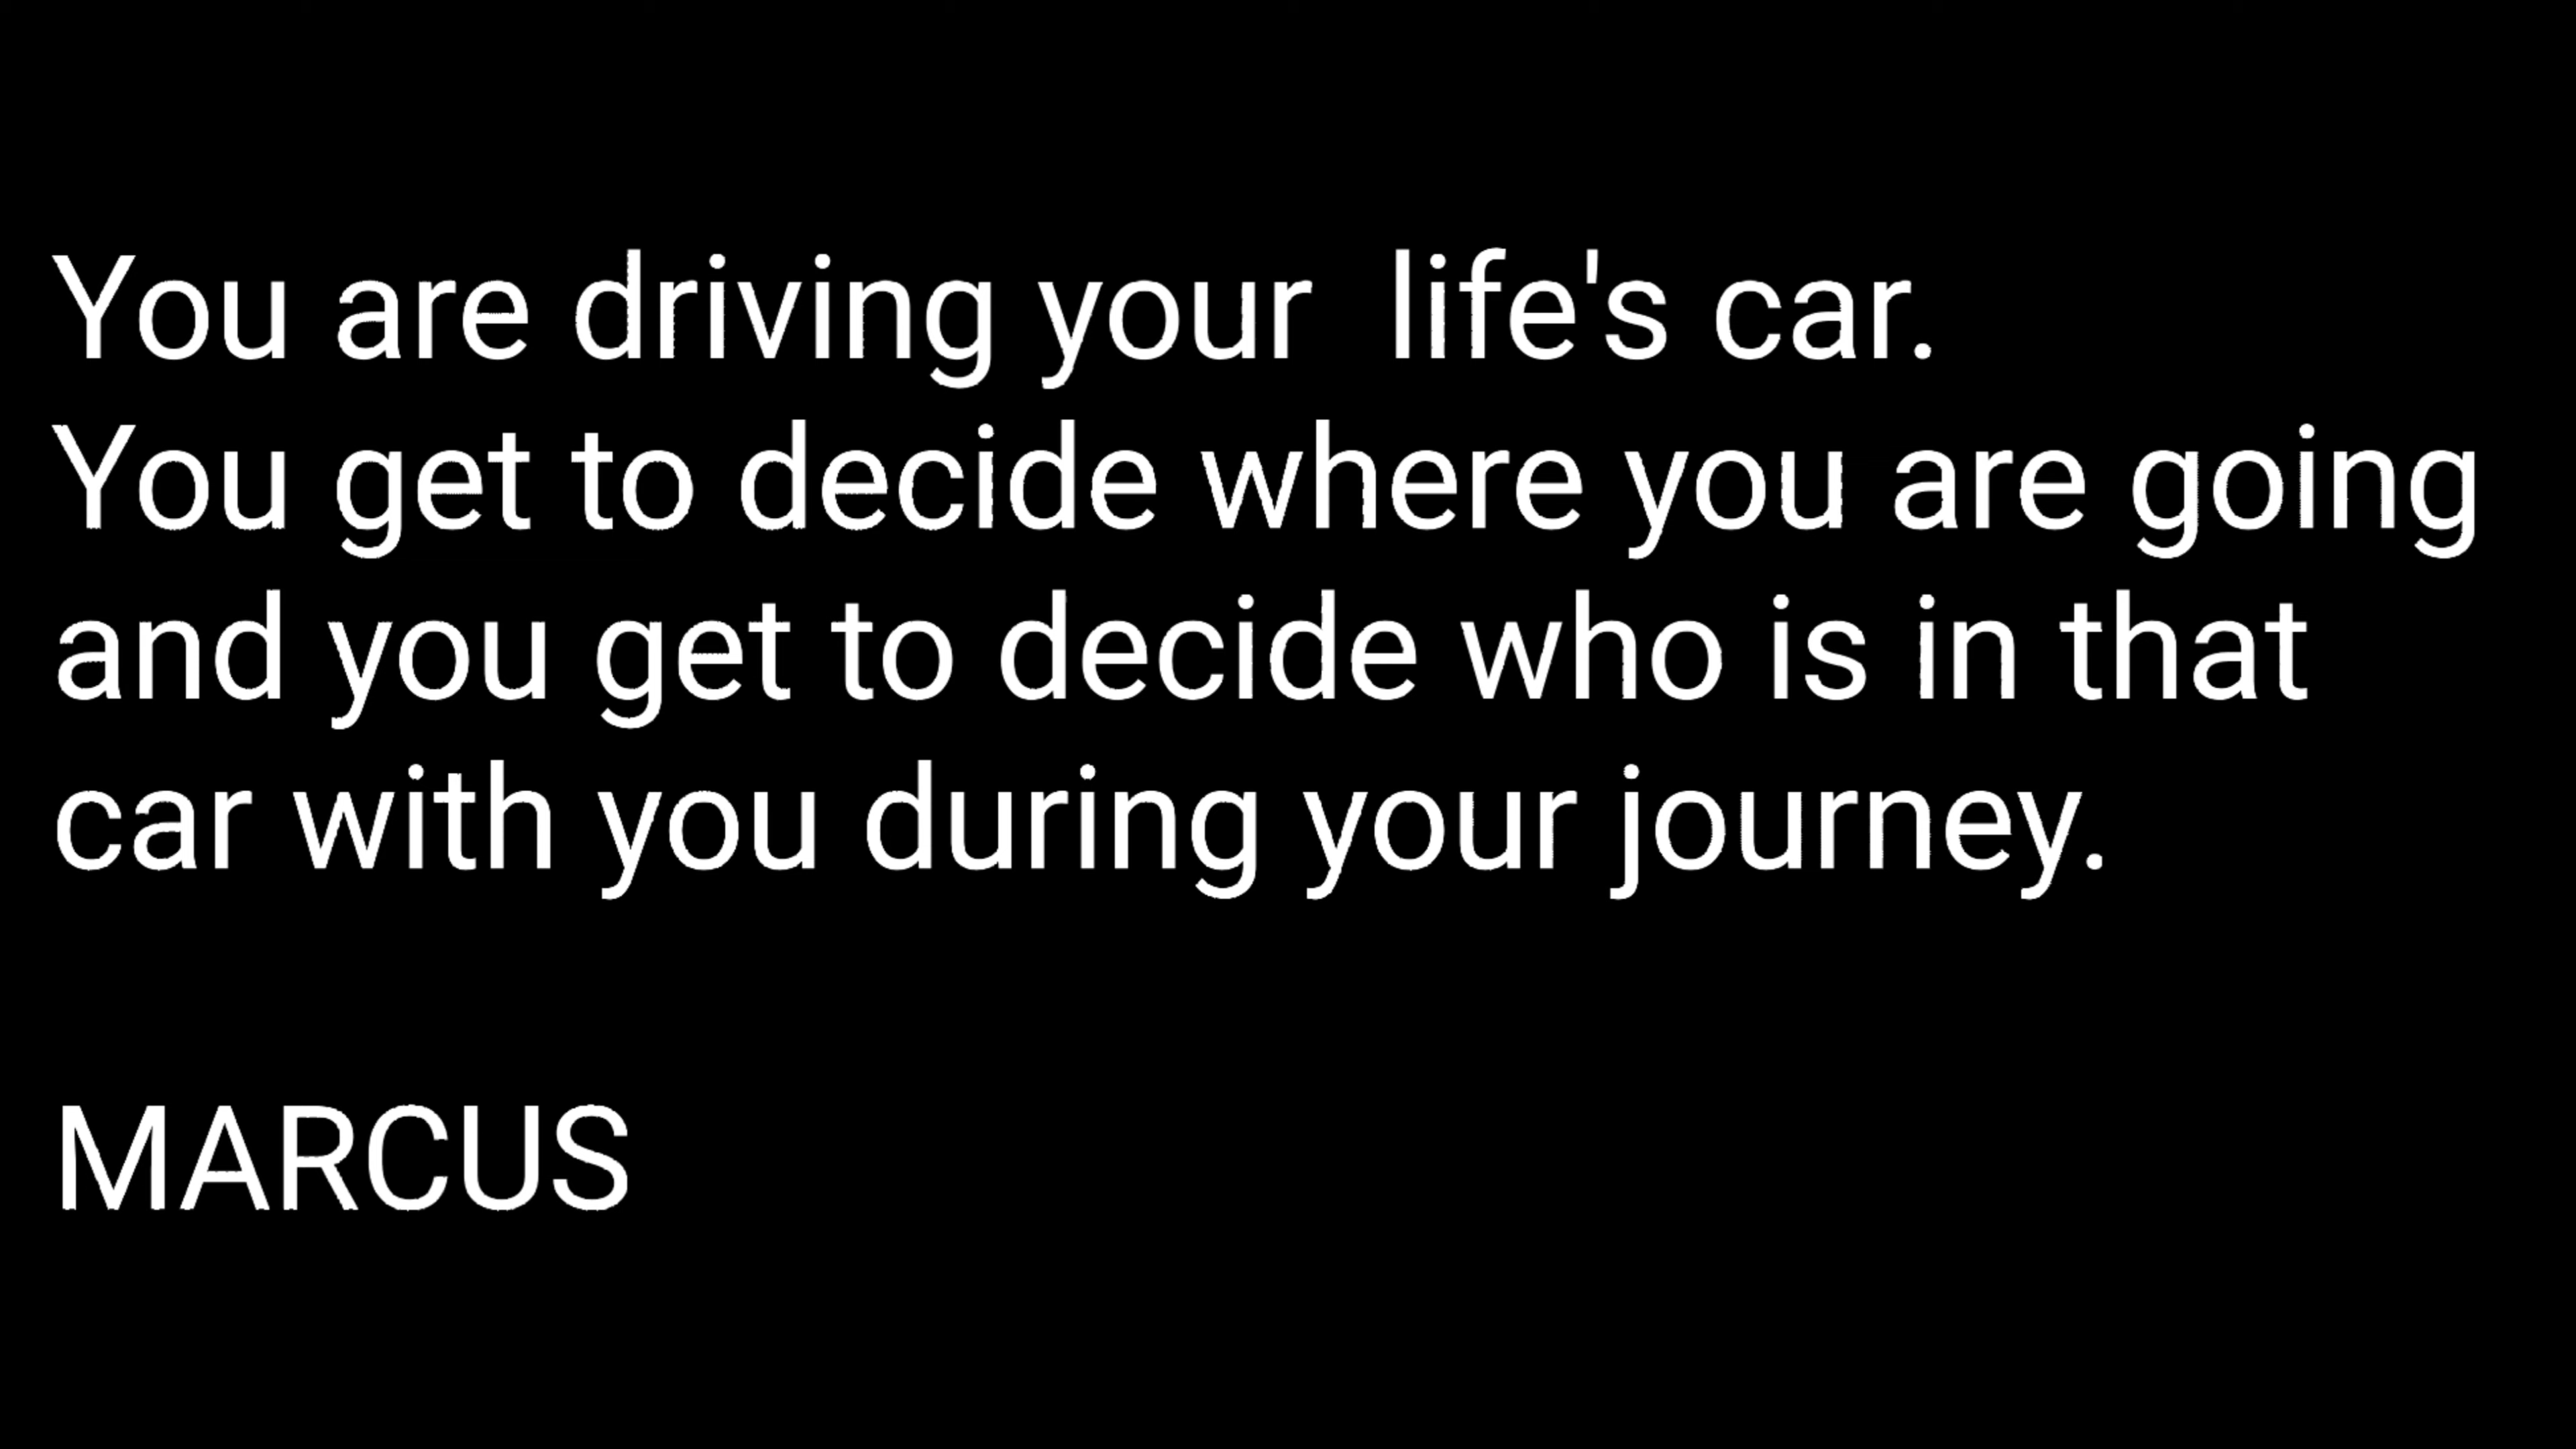 You are driving your  life's car.
You get to decide where you are going
and you get to decide who is in that
car with you during your journey.
MARCUS